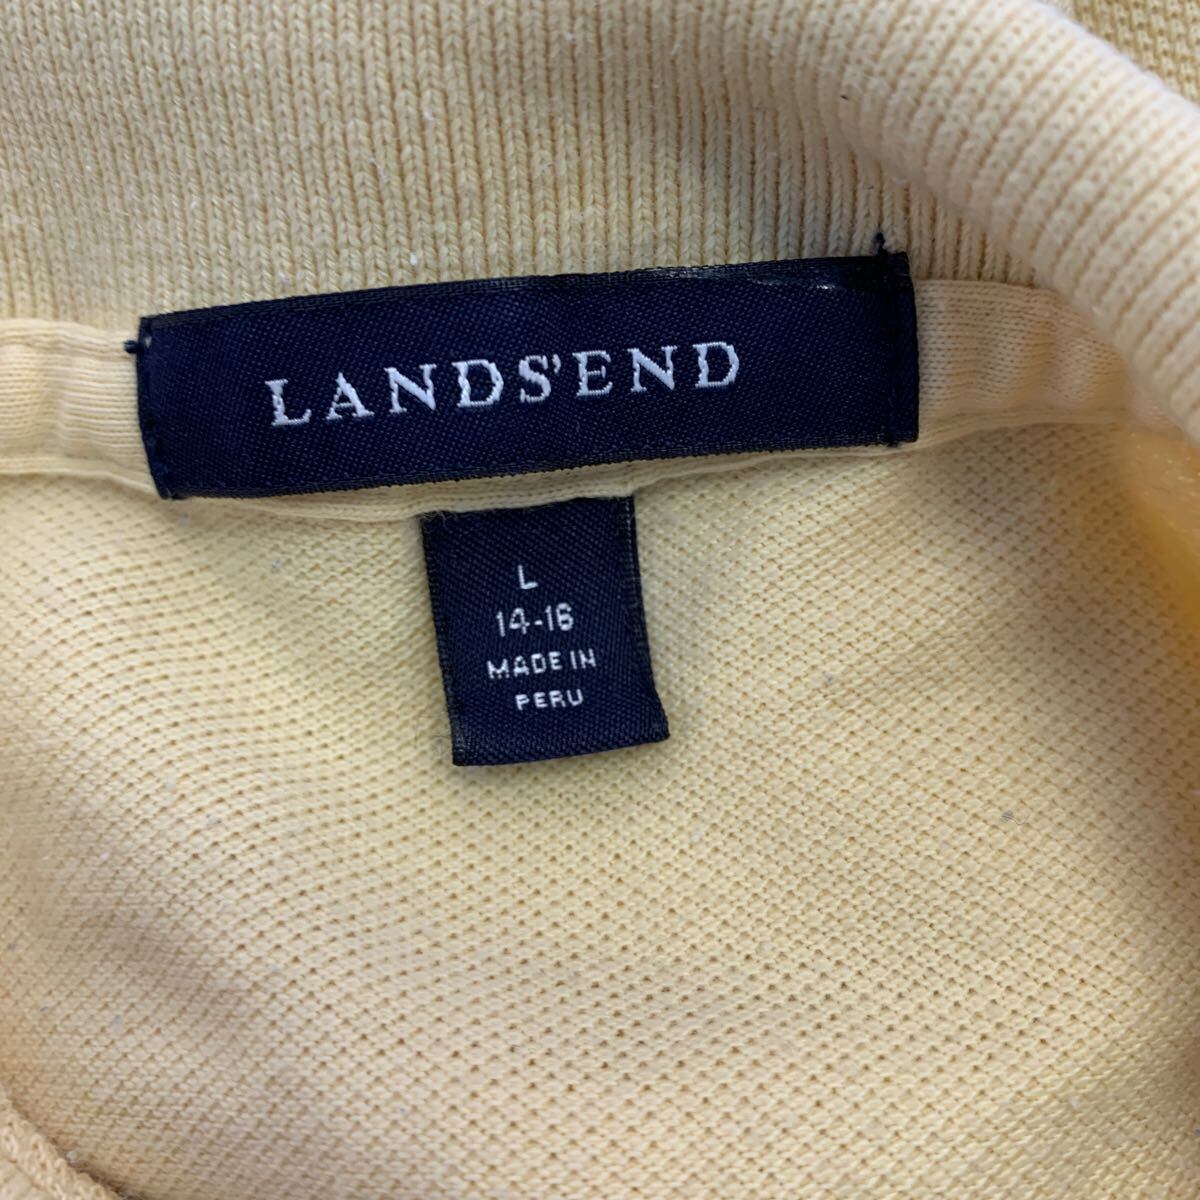 LANDS'END
L
14-16
MADE IN
PERU